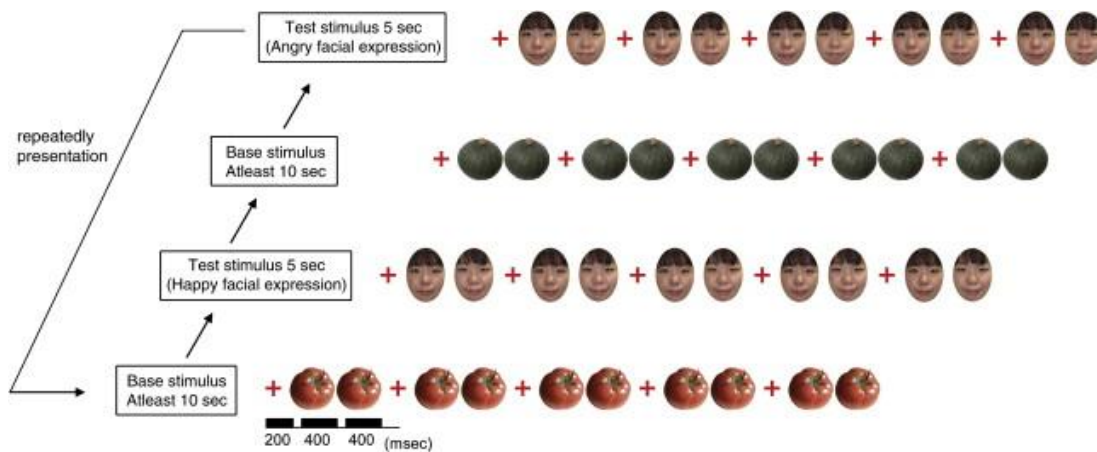 Test stimulus 5 sec
(Angry facial expression)
repeatedly
presentation
Base stimulus
Atleast 10 sec
Test stimulus 5 sec
(Happy facial expression)
Base stimulus
Atleast 10 sec
200 400 400 (msec)